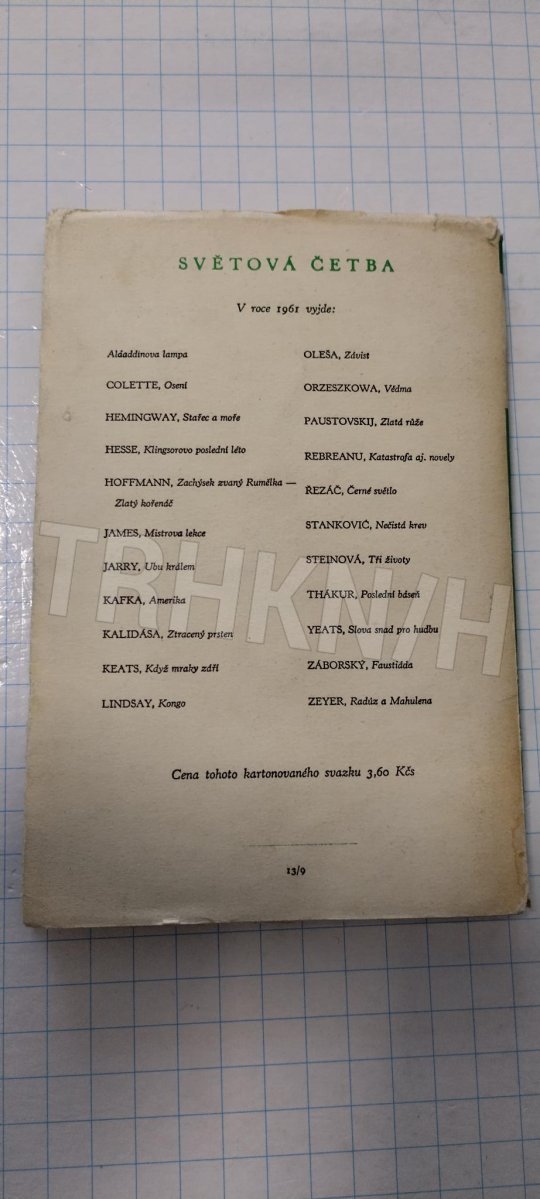 SVĚTOVÁ ČETBA
V roce 1961 vyjde:
Aldaddinova lampa
COLETTE, Osení
HEMINGWAY, Stařec a moře
HESSE, Klingsorovo poslední léto
HOFFMANN, Zachýsek zvaný Rumělka —
Zlatý kořenáč
JAMES, Mistrova lekce
JARRY, Ubu králem
KAFKA, Amerika
KALIDÁSA, Ztracený prsten
KEATS, Když mraky září
LINDSAY, Kongo
OLEŠA, Závist
ORZESZKOWA, Vědma
PAUSTOVSKIJ, Zlatá růže
REBREANU, Katastrofa aj. novely
ŘEZÁČ, Černé světlo
STANKOVIČ, Nečistá krev
STEINOVÁ, Tři životy
THÁKUR, Poslední báseň
YEATS, Slova snad pro hudbu
ZÁBORSKÝ, Faustiáda
ZEYER, Radúz a Mahulena
Cena tohoto kartonovaného svazku 3,60 Kčs
13/9
TRHKNIH